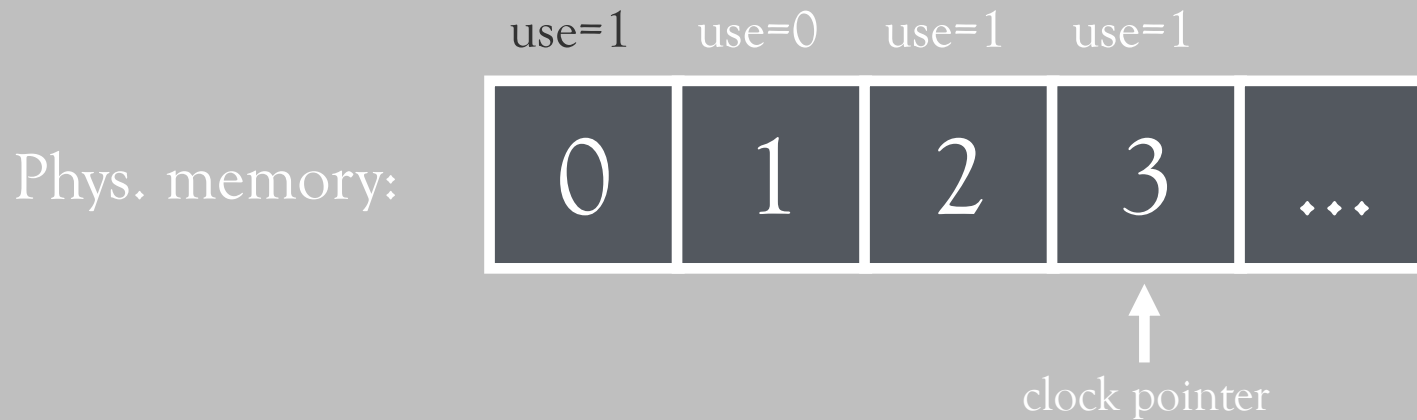 use=1 use=0 use=1 use=1
Phys. memory: 0 1 2 3 ...
clock pointer